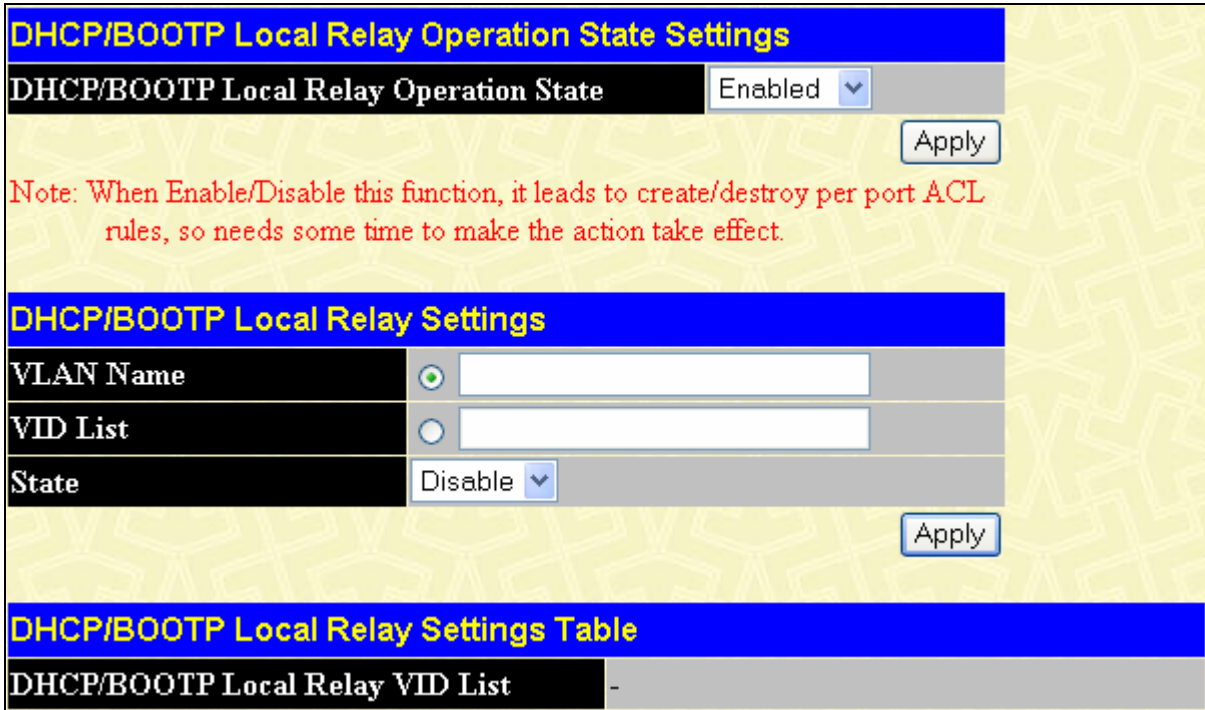 DHCP/BOOTP Local Relay Operation State Settings
DHCP/BOOTP Local Relay Operation State Enabled
Apply
Note: When Enable/Disable this function, it leads to create/destroy per port ACL
rules, so needs some time to make the action take effect.
DHCP/BOOTP Local Relay Settings
VLAN Name
VID List
State Disable
Apply
DHCP/BOOTP Local Relay Settings Table
DHCP/BOOTP Local Relay VID List -